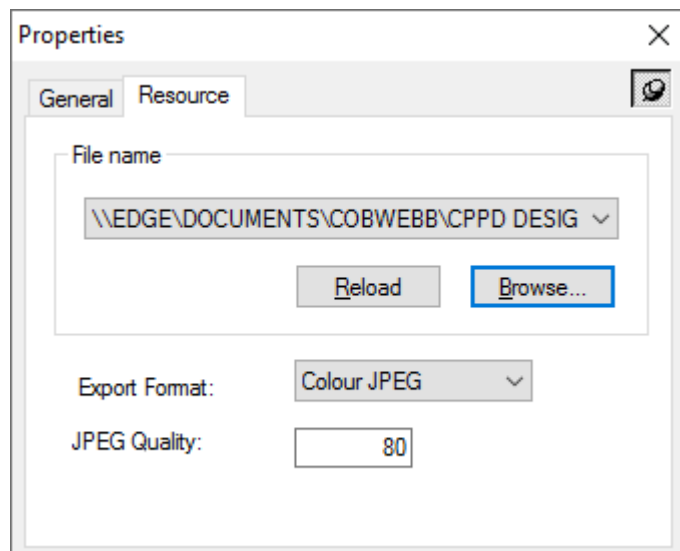 Properties
General
Resource
File name
\\EDGE\DOCUMENTS\COBWEBB\CPPD DESIG
Reload
Browse...
Export Format:
Colour JPEG
JPEG Quality:
80